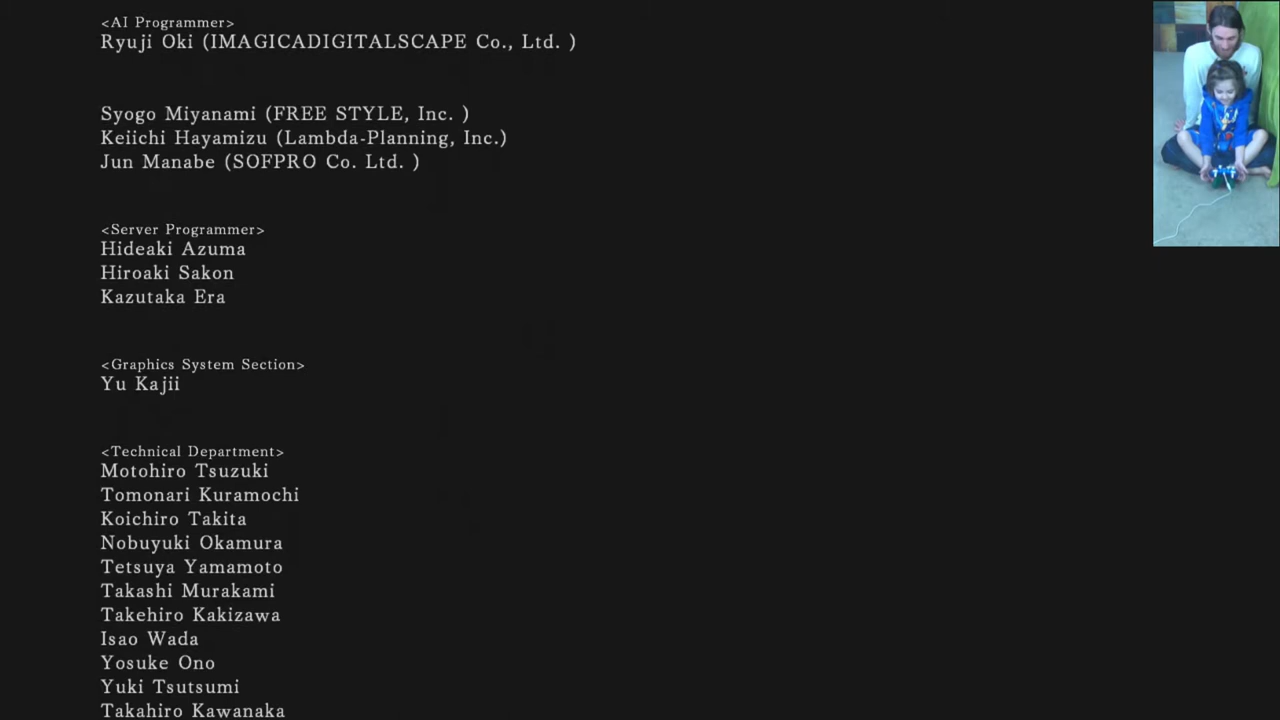 <AI Programmer>
Ryuji Oki (IMAGICADIGITALSCAPE Co., Ltd. )
Syogo Miyanami (FREE STYLE, Inc. )
Keiichi Hayamizu (Lambda-Planning, Inc.)
Jun Manabe (SOFPRO Co. Ltd. )
<Server Programmer>
Hideaki Azuma
Hiroaki Sakon
Kazutaka Era
<Graphics System Section>
Yu Kajii
<Technical Department>
Motohiro Tsuzuki
Tomonari Kuramochi
Koichiro Takita
Nobuyuki Okamura
Tetsuya Yamamoto
Takashi Murakami
Takehiro Kakizawa
Isao Wada
Yosuke Ono
Yuki Tsutsumi
Takahiro Kawanaka